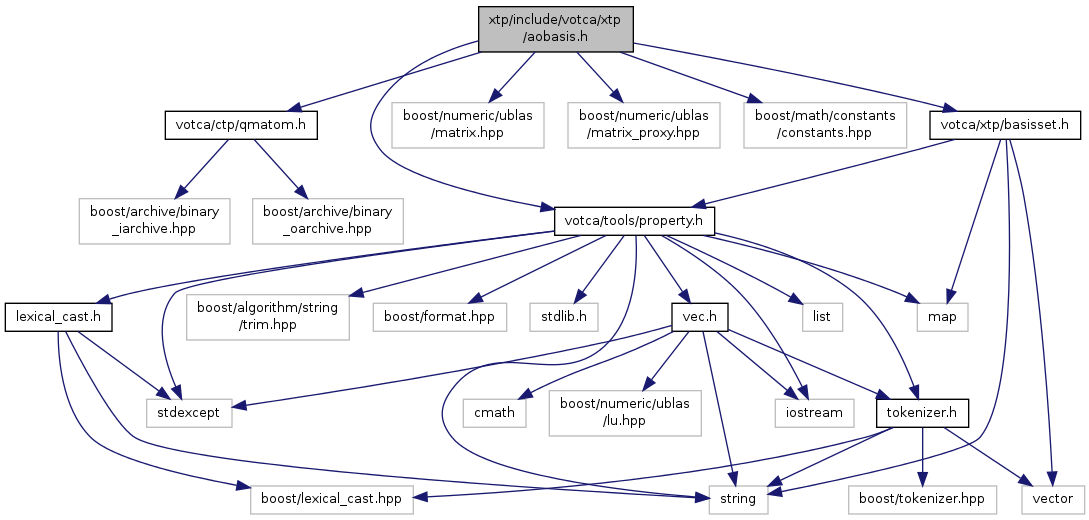 xtp/include/votca/xtp
/aobasis.h
votca/ctp/qmatom.h
boost/numeric/ublas
/matrix.hpp
boost/numeric/ublas
/matrix_proxy.hpp
boost/math/constants
/constants.hpp
votca/xtp/basisset.h
boost/archive/binary
_iarchive.hpp
boost/archive/binary
_oarchive.hpp
votca/tools/property.h
lexical_cast.h
boost/algorithm/string
/trim.hpp
boost/format.hpp
stdlib.h
vec.h
list
map
stdexcept
cmath
boost/numeric/ublas
/lu.hpp
iostream
tokenizer.h
boost/lexical_cast.hpp
string
boost/tokenizer.hpp
vector